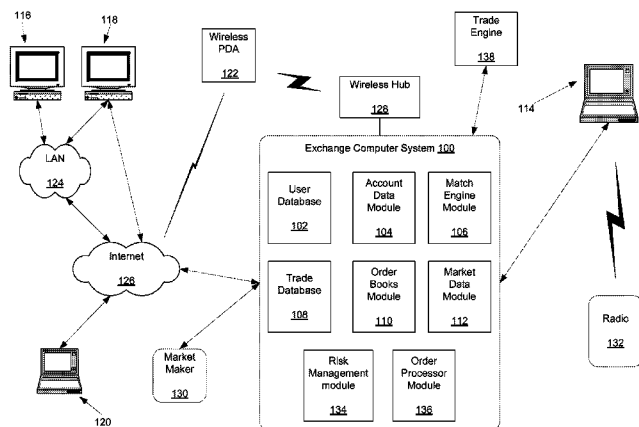 116
118
Wireless
PDA
122
Trade
Engine
138
Wireless Hub
128
114
LAN
124
Exchange Computer System 100
User
Database
102
Account
Data
Module
104
Match
Engine
Module
106
Internet
126
Trade
Database
108
Order
Books
Module
110
Market
Data
Module
112
Radio
132
Market
Maker
130
Risk
Management
module
134
Order
Processor
Module
136
120